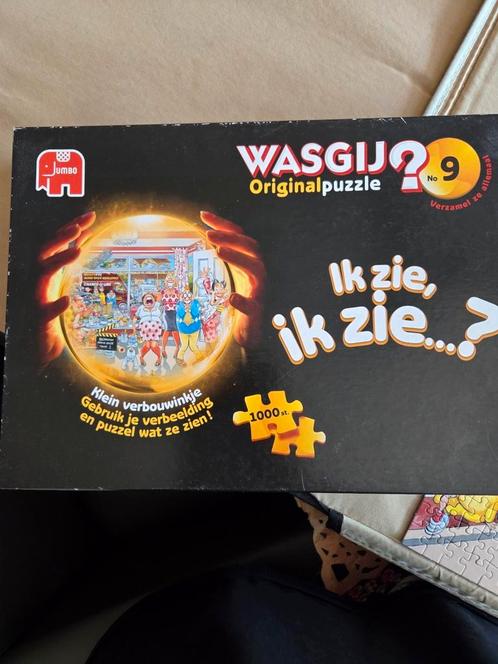 JUMBO
WASGIJ?
Originalpuzzle
No 9
Verzamel ze allemaal!
Ik zie,
ik zie...?
Klein verbouwinkje
Gebruik je verbeelding
en puzzel wat ze zien!
1000 st.